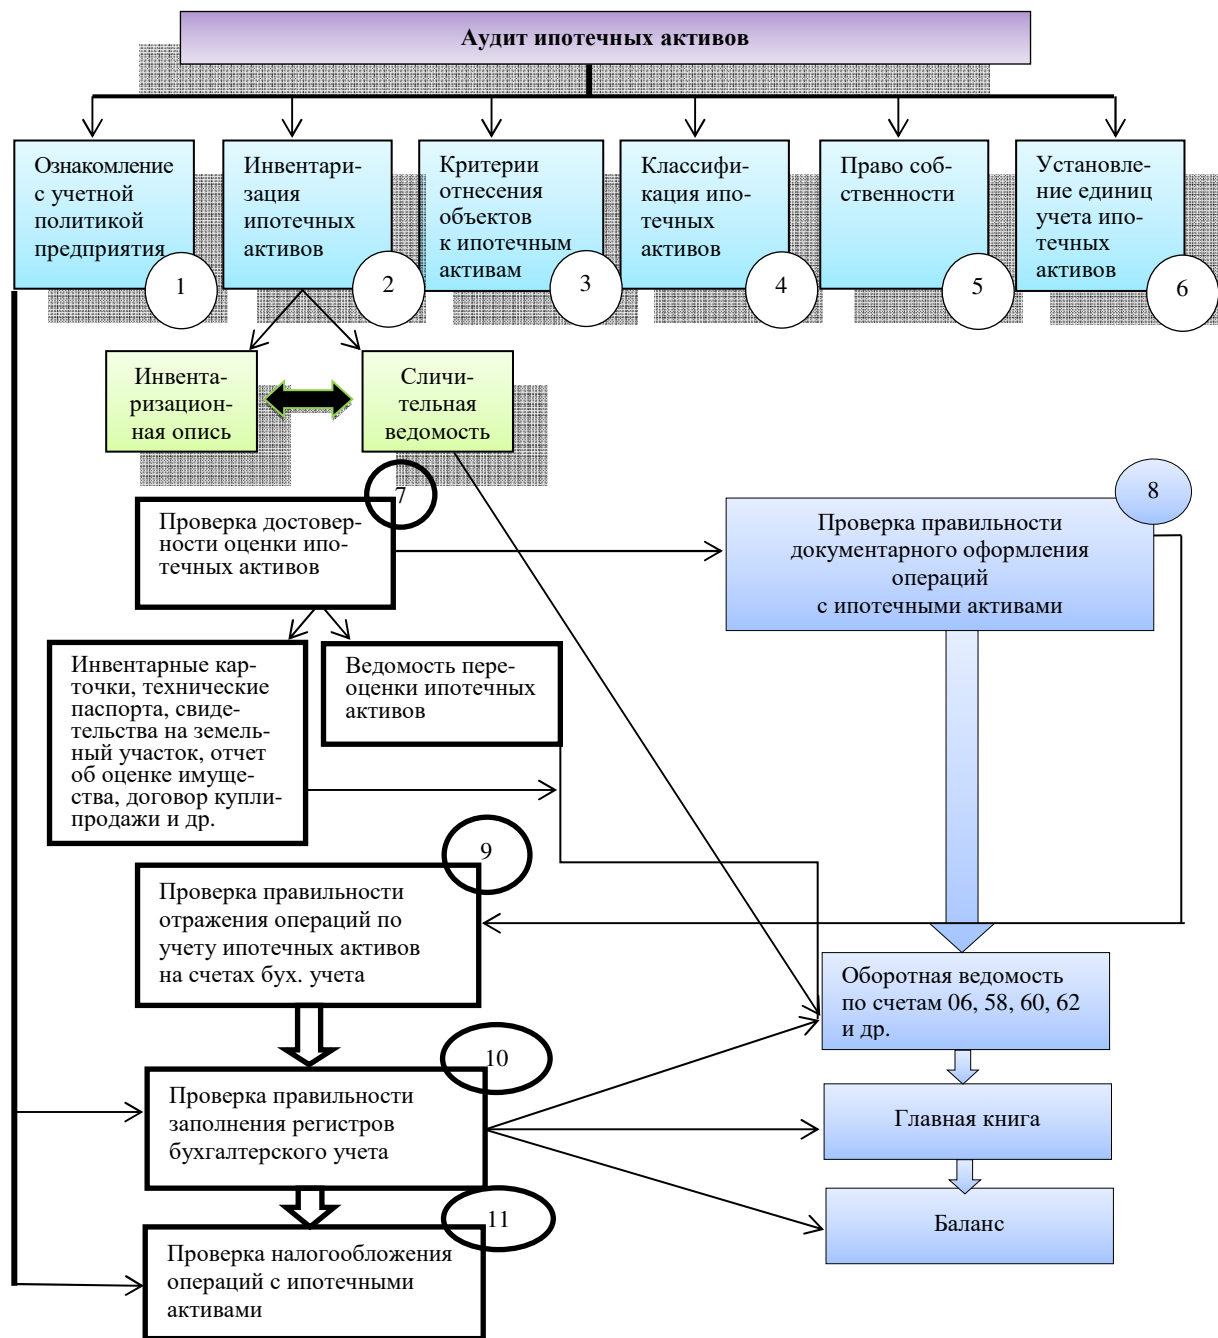 Аудит ипотечных активов
Ознакомление
с учетной
политикой
предприятия
1
Инвентари-
зация
ипотечных
активов
2
Критерии
отнесения
объектов
к ипотечным
активам
3
Классифи-
кация ипо-
течных
активов
4
Право соб-
ственности
5
Установле-
ние единиц
учета ипо-
течных
активов
6
Инвента-
ризацион-
ная опись
Сличи-
тельная
ведомость
7
Проверка достовер-
ности оценки ипо-
течных активов
8
Проверка правильности
документарного оформления
операций
с ипотечными активами
Инвентарные кар-
точки, технические
паспорта, свиде-
тельства на земель-
ный участок, отчет
об оценке имуще-
ства, договор купли-
продажи и др.
Ведомость пере-
оценки ипотечных
активов
9
Проверка правильности
отражения операций по
учету ипотечных активов
на счетах бух. учета
Оборотная ведомость
по счетам 06, 58, 60, 62
и др.
10
Проверка правильности
заполнения регистров
бухгалтерского учета
Главная книга
11
Проверка налогообложения
операций с ипотечными
активами
Баланс